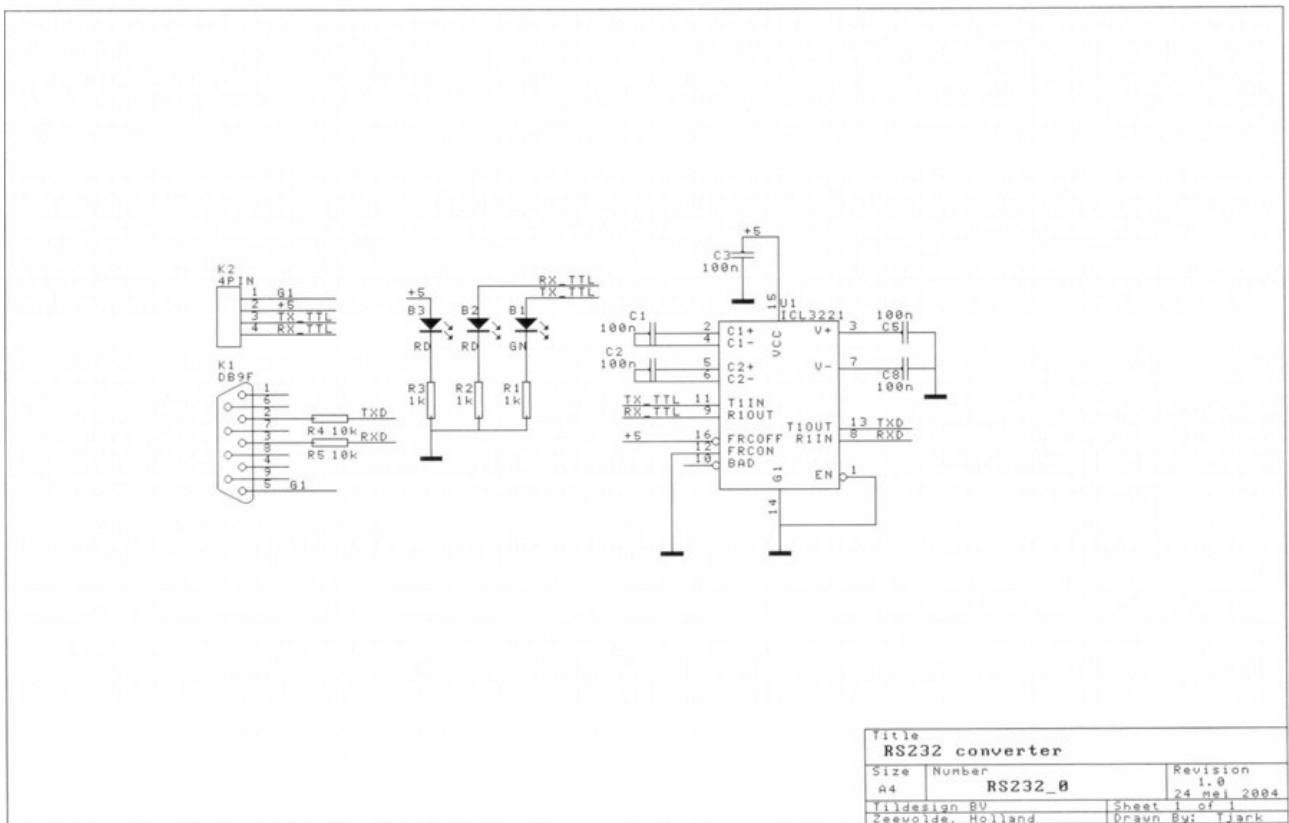 K2
4PIN
1 G1
2 +5
3 TX_TTL
4 RX_TTL
K1
DB9F
1
6
2 TXD
R4 10k
7
3 RXD
R5 10k
8
4
9
5 G1
RX_TTL
TX_TTL
+5
B3 B2 B1
RD RD GN
R3 R2 R1
1k 1k 1k
+5
C3
100n
15
U1
ICL3221
C1
100n
2 C1+
4 C1-
C2
100n
5 C2+
6 C2-
VCC
V+ 3
100n
C5
V- 7
C8
100n
TX_TTL 11 T1IN
RX_TTL 9 R1OUT
T1OUT 13 TXD
R1IN 8 RXD
+5 16 FRCOFF
12 FRCON
10 BAD
G1
EN 1
14
Title
RS232 converter
Size Number Revision
A4 RS232_0 1.0
24 mei 2004
Tildesign BV Sheet 1 of 1
Zeewolde, Holland Drawn By: Tjark